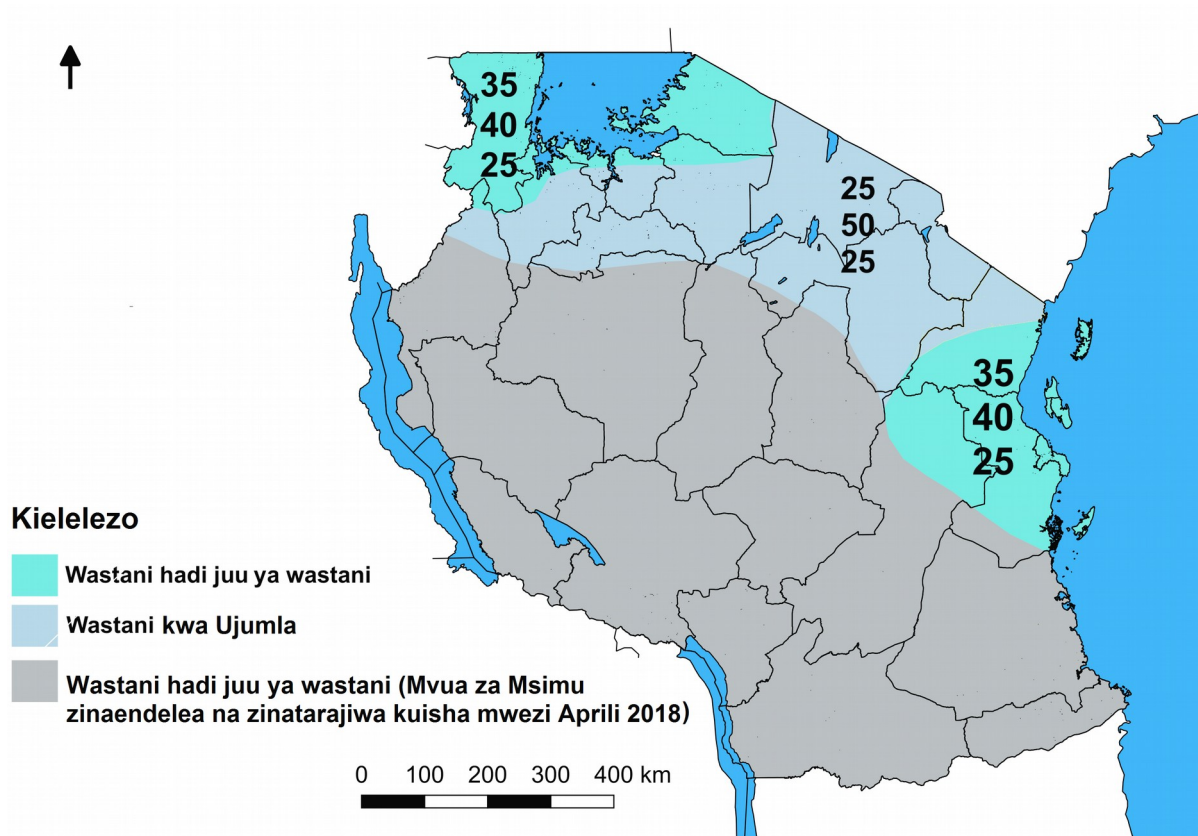 35
40
25
25
50
25
35
40
25
Kielelezo
Wastani hadi juu ya wastani
Wastani kwa Ujumla
Wastani hadi juu ya wastani (Mvua za Msimu
zinaendelea na zinatarajiwa kuisha mwezi Aprili 2018)
0 100 200 300 400 km